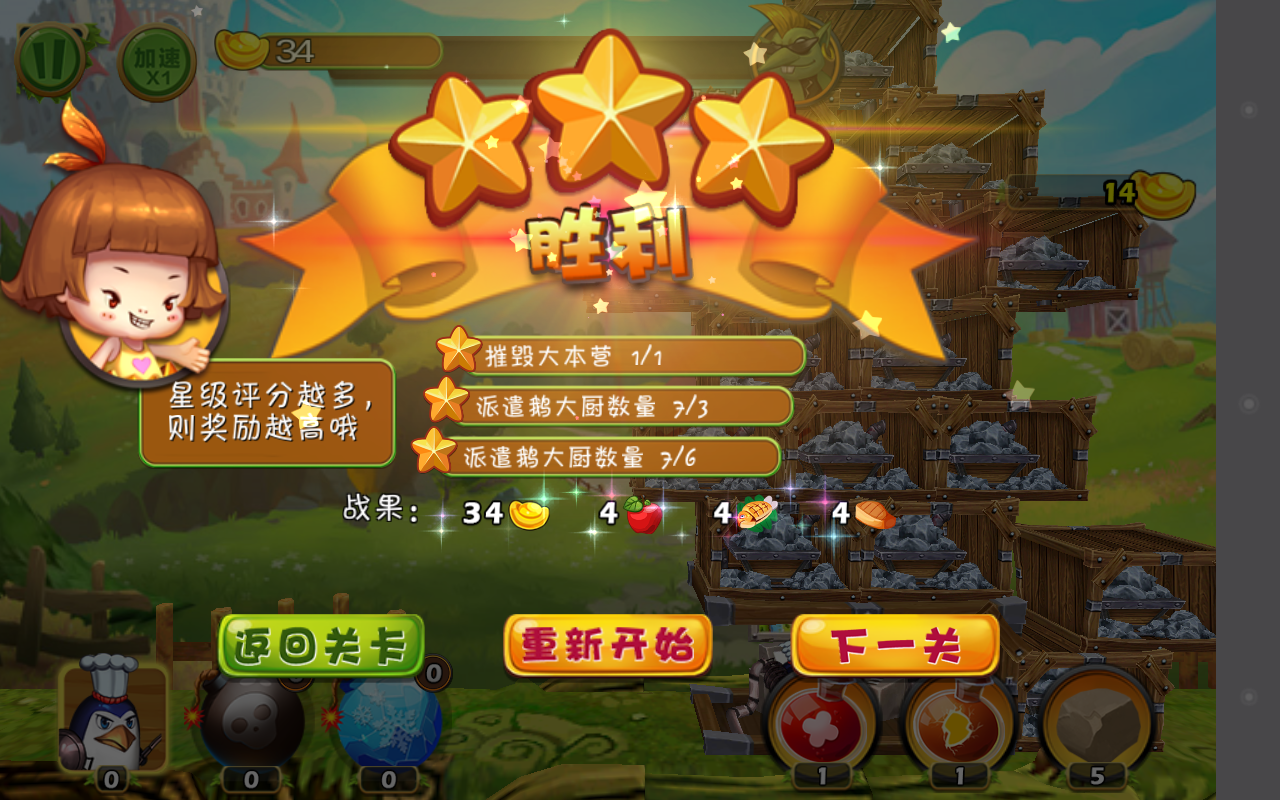 加速
X1
34
14
胜利
摧毁大本营 1/1
派遣鹅大厨数量 7/3
派遣鹅大厨数量 7/6
星级评分越多，
则奖励越高哦
战果： 34 4 4 4
返回关卡 重新开始 下一关
0
0 0 0 1 1 5